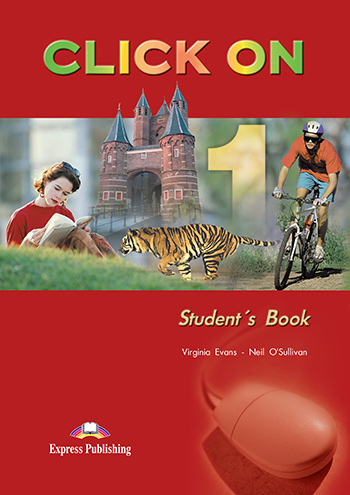 CLICK ON
1
Student´s Book
Virginia Evans - Neil O'Sullivan
Express Publishing